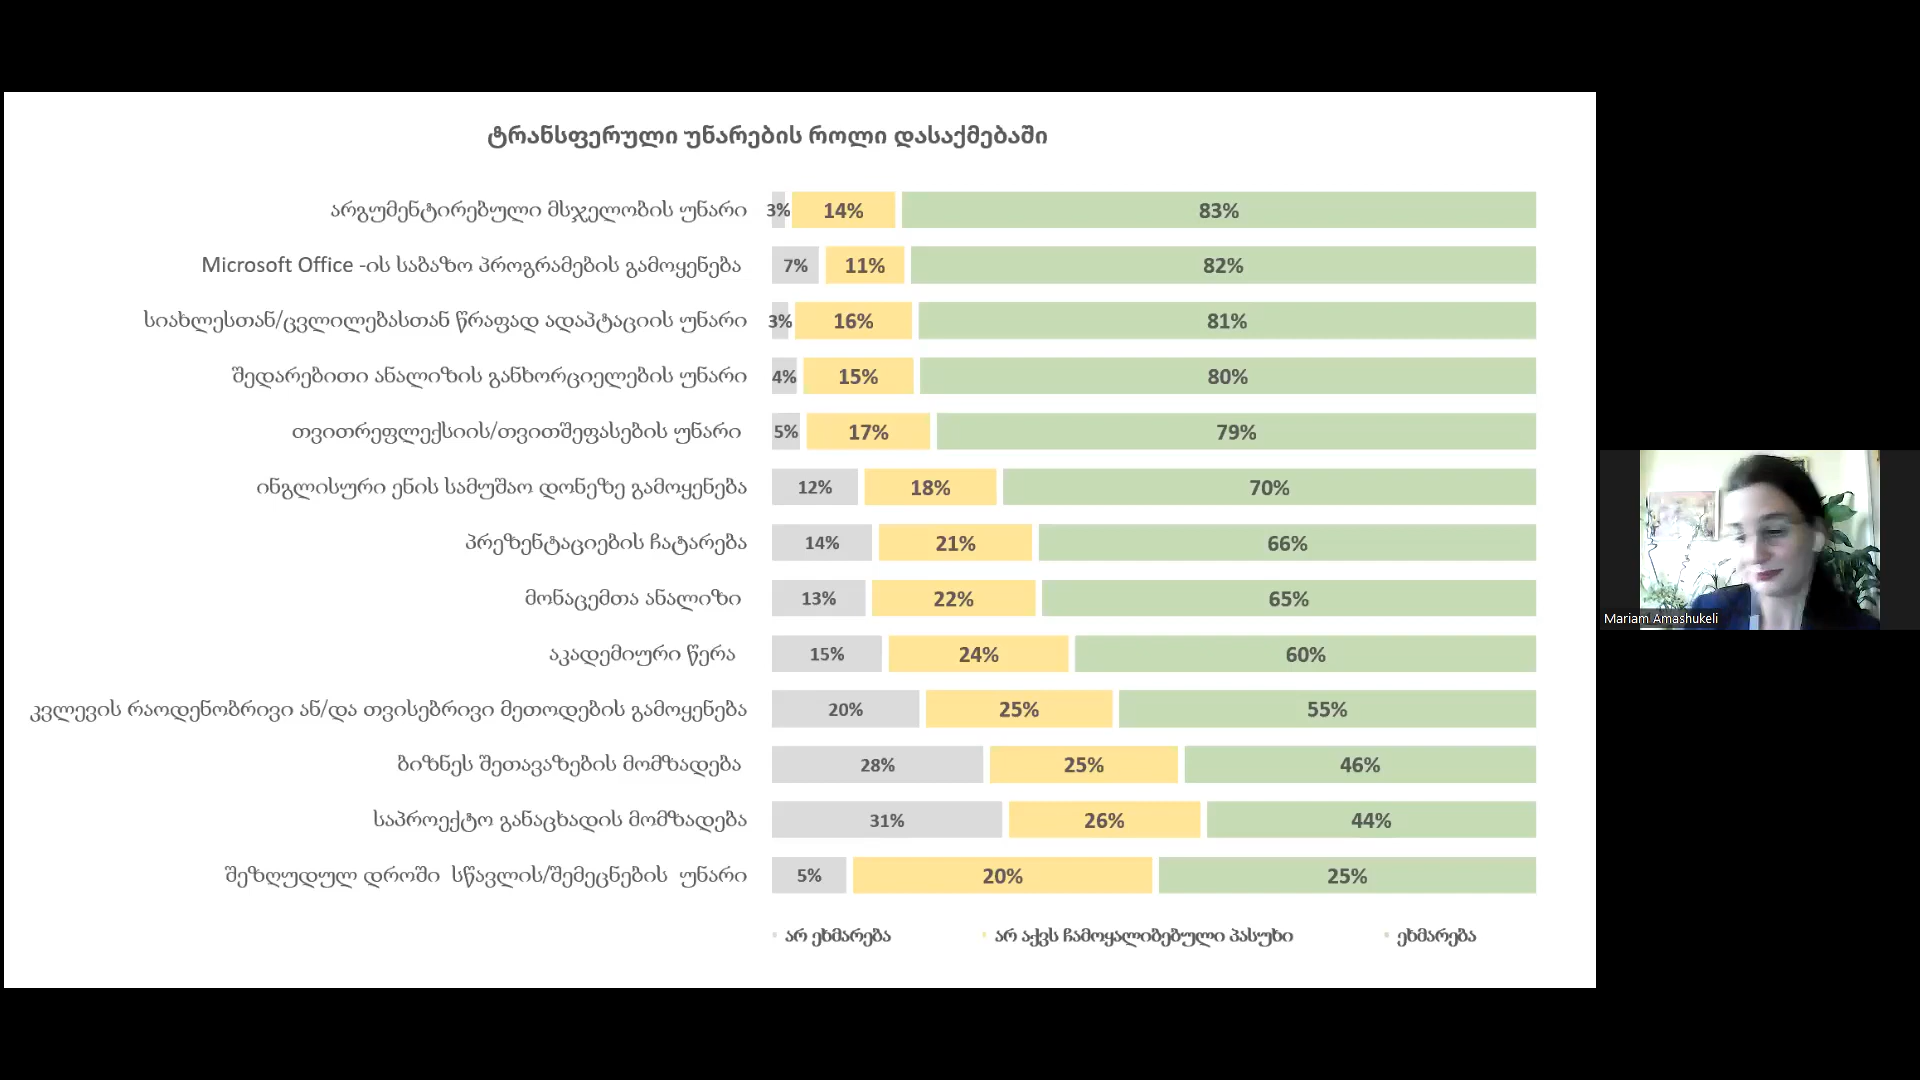 ტრანსფერული უნარების როლი დასაქმებაში
არგუმენტირებული მსჯელობის უნარი 3% 14% 83%
Microsoft Office -ის საბაზო პროგრამების გამოყენება 7% 11% 82%
სიახლესთან/ცვლილებასთან წრაფად ადაპტაციის უნარი 3% 16% 81%
შედარებითი ანალიზის განხორციელების უნარი 4% 15% 80%
თვითრეფლექსიის/თვითშეფასების უნარი 5% 17% 79%
ინგლისური ენის სამუშაო დონეზე გამოყენება 12% 18% 70%
პრეზენტაციების ჩატარება 14% 21% 66%
მონაცემთა ანალიზი 13% 22% 65%
აკადემიური წერა 15% 24% 60%
კვლევის რაოდენობრივი ან/და თვისებრივი მეთოდების გამოყენება 20% 25% 55%
ბიზნეს შეთავაზების მომზადება 28% 25% 46%
საპროექტო განაცხადის მომზადება 31% 26% 44%
შეზღუდულ დროში სწავლის/შემეცნების უნარი 5% 20% 25%
არ ეხმარება არ აქვს ჩამოყალიბებული პასუხი ეხმარება
Mariam Amashukeli